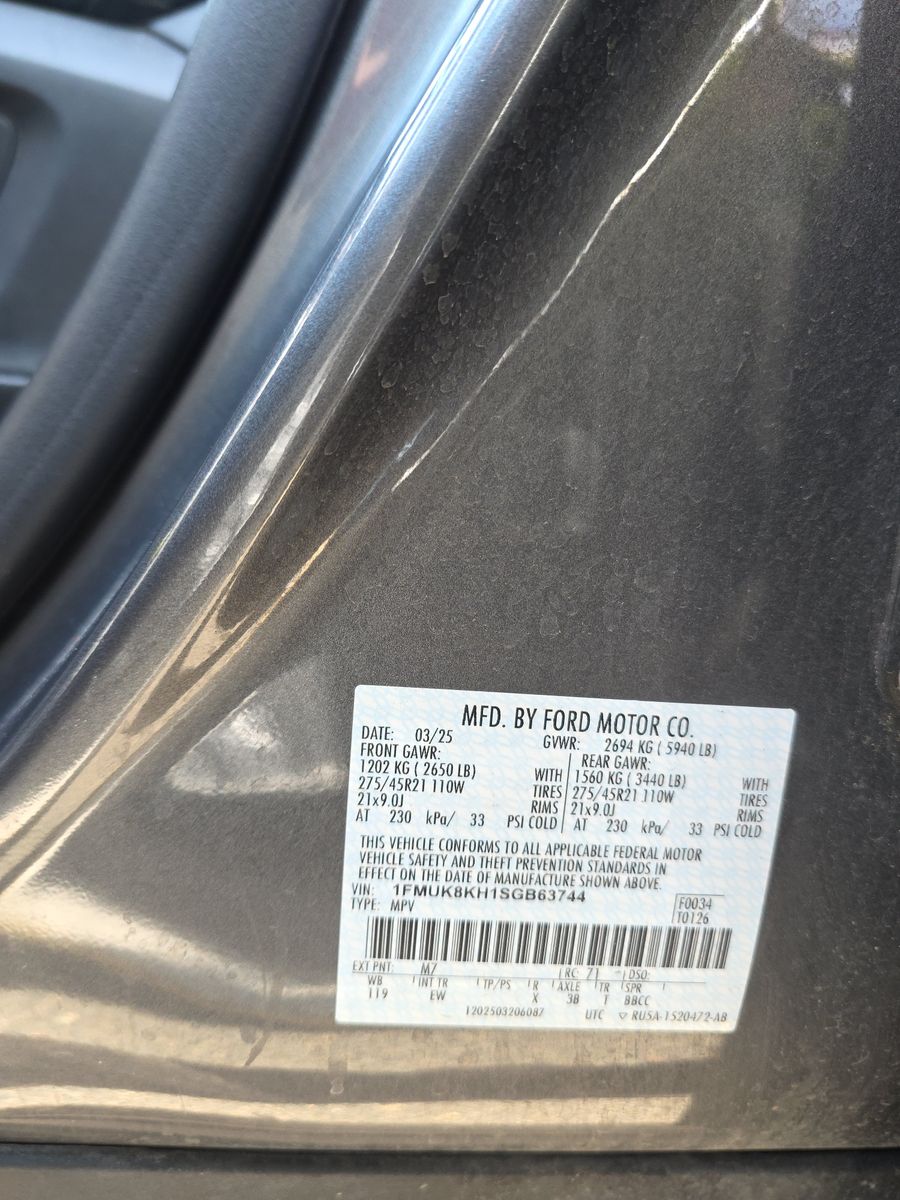 MFD. BY FORD MOTOR CO.
DATE: 03/25 GVWR: 2694 KG ( 5940 LB)
FRONT GAWR: REAR GAWR:
1202 KG ( 2650 LB) WITH 1560 KG ( 3440 LB) WITH
275/45R21 110W TIRES 275/45R21 110W TIRES
21x9.0J RIMS 21x9.0J RIMS
AT 230 kPa/ 33 PSI COLD AT 230 kPa/ 33 PSI COLD
THIS VEHICLE CONFORMS TO ALL APPLICABLE FEDERAL MOTOR
VEHICLE SAFETY AND THEFT PREVENTION STANDARDS IN
EFFECT ON THE DATE OF MANUFACTURE SHOWN ABOVE.
VIN: 1FMUK8KH1SGB63744 F0034
TYPE: MPV T0126
EXT PNT: M7 RC: 71 DSO:
WB INT TR TP/PS R AXLE TR SPR
119 EW X 3B T BBCC
1202503206087 UTC ▽ RU5A-1520472-AB